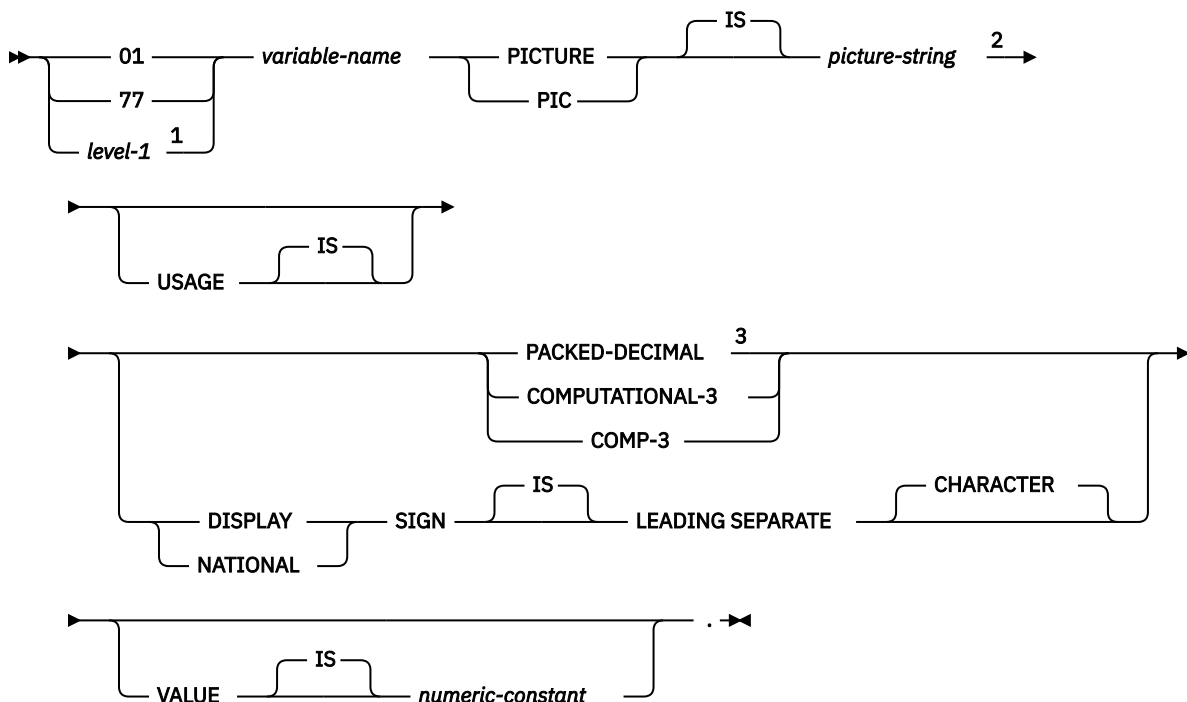 IS
01 variable-name PICTURE picture-string 2
77 PIC
level-1 1
IS
USAGE
PACKED-DECIMAL 3
COMPUTATIONAL-3
COMP-3
IS CHARACTER
DISPLAY SIGN LEADING SEPARATE
NATIONAL
.
IS
VALUE numeric-constant